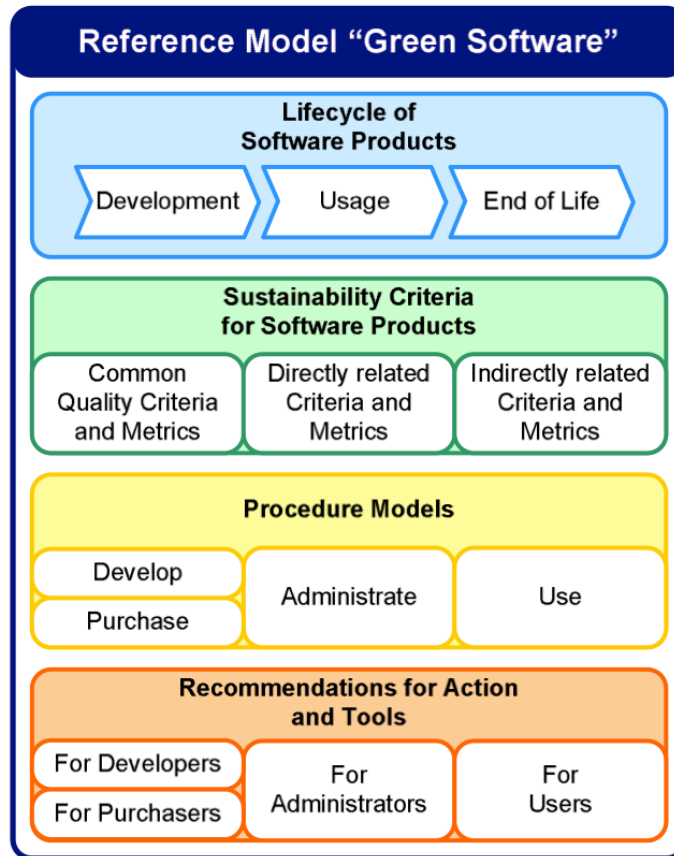 Reference Model “Green Software”
Lifecycle of
Software Products
Development
Usage
End of Life
Sustainability Criteria
for Software Products
Common
Quality Criteria
and Metrics
Directly related
Criteria and
Metrics
Indirectly related
Criteria and
Metrics
Procedure Models
Develop
Purchase
Administrate
Use
Recommendations for Action
and Tools
For Developers
For Purchasers
For
Administrators
For
Users